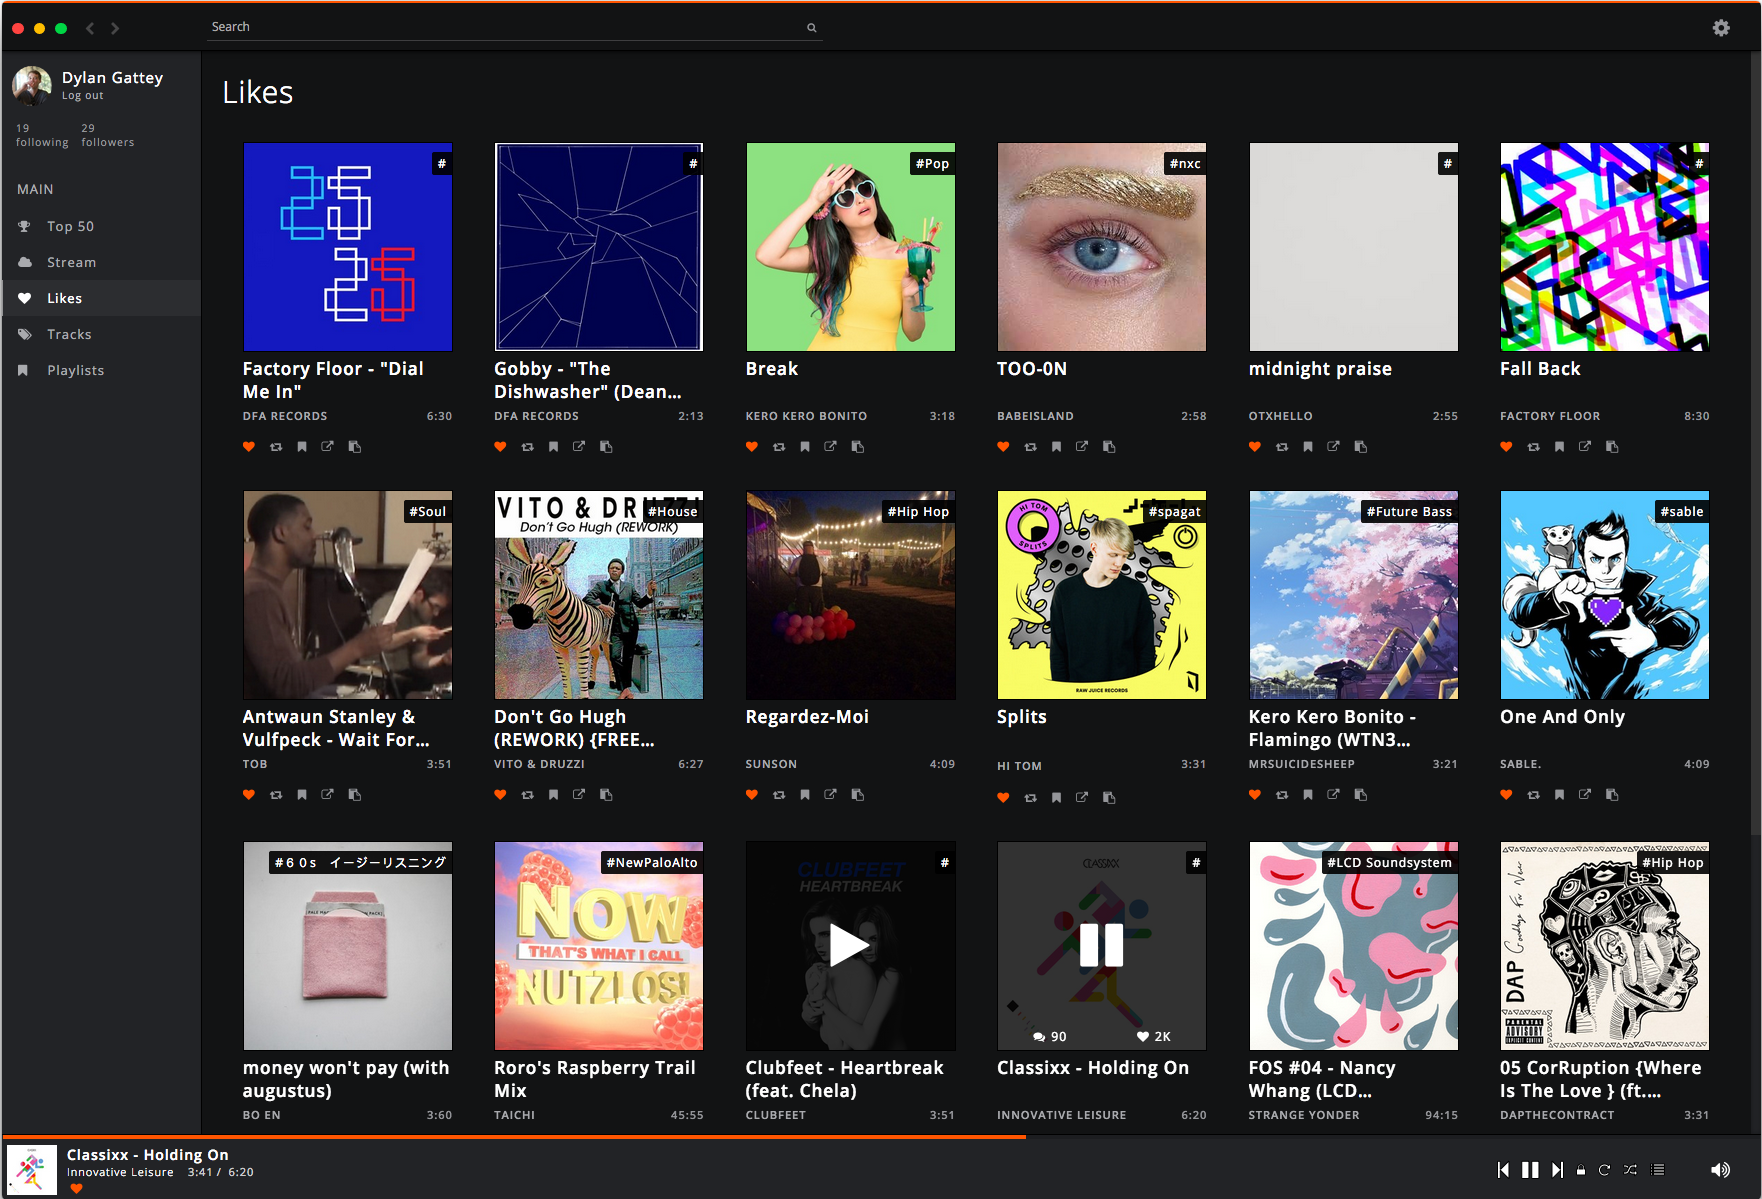 Search
Dylan Gattey
Log out
19 29
following followers
MAIN
Top 50
Stream
Likes
Tracks
Playlists
Likes
#
Factory Floor - "Dial
Me In"
DFA RECORDS 6:30
#
Gobby - "The
Dishwasher" (Dean...
DFA RECORDS 2:13
#Pop
Break
KERO KERO BONITO 3:18
#nxc
TOO-0N
BABEISLAND 2:58
#
midnight praise
OTXHELLO 2:55
#
Fall Back
FACTORY FLOOR 8:30
#Soul
Antwaun Stanley &
Vulfpeck - Wait For...
TOB 3:51
VITO & DRUZZI
#House
Don't Go Hugh (REWORK)
Don't Go Hugh
(REWORK) {FREE...
VITO & DRUZZI 6:27
#Hip Hop
Regardez-Moi
SUNSON 4:09
#spagat
HI TOM
SPLITS
RAW JUICE RECORDS
Splits
HI TOM 3:31
#Future Bass
Kero Kero Bonito -
Flamingo (WTN3...
MRSUICIDESHEEP 3:21
#sable
One And Only
SABLE. 4:09
#６０ｓ　イージーリスニング
money won't pay (with
augustus)
BO EN 3:60
#NewPaloAlto
NOW
THAT'S WHAT I CALL
NUTZLOS!
Roro's Raspberry Trail
Mix
TAICHI 45:55
#
CLUBFEET
HEARTBREAK
Clubfeet - Heartbreak
(feat. Chela)
CLUBFEET 3:51
#
CLASSIXX
90 2K
Classixx - Holding On
INNOVATIVE LEISURE 6:20
#LCD Soundsystem
FOS #04 - Nancy
Whang (LCD...
STRANGE YONDER 94:15
#Hip Hop
DAP
Goodbye For Never
PARENTAL
ADVISORY
EXPLICIT CONTENT
05 CorRuption {Where
Is The Love } (ft....
DAPTHECONTRACT 3:31
Classixx - Holding On
Innovative Leisure 3:41 / 6:20